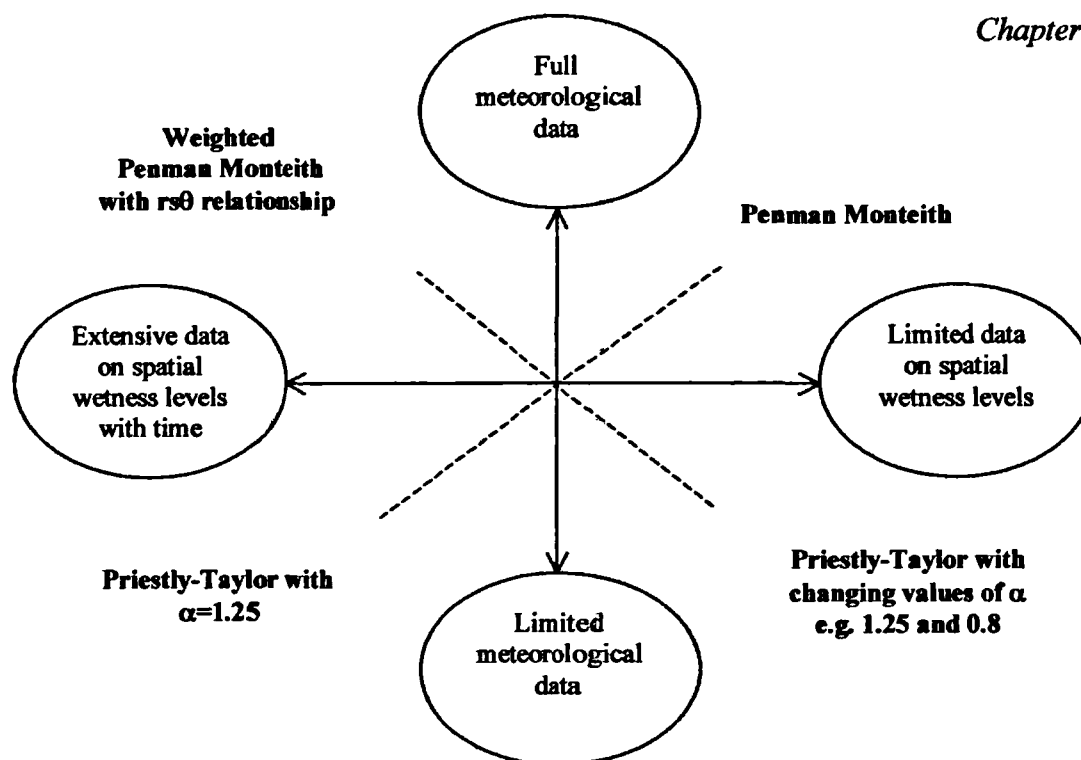 Chapter
Full
meteorological
data
Weighted
Penman Monteith
with rsθ relationship
Penman Monteith
Extensive data
on spatial
wetness levels
with time
Limited data
on spatial
wetness levels
Priestly-Taylor with
α=1.25
Limited
meteorological
data
Priestly-Taylor with
changing values of α
e.g. 1.25 and 0.8